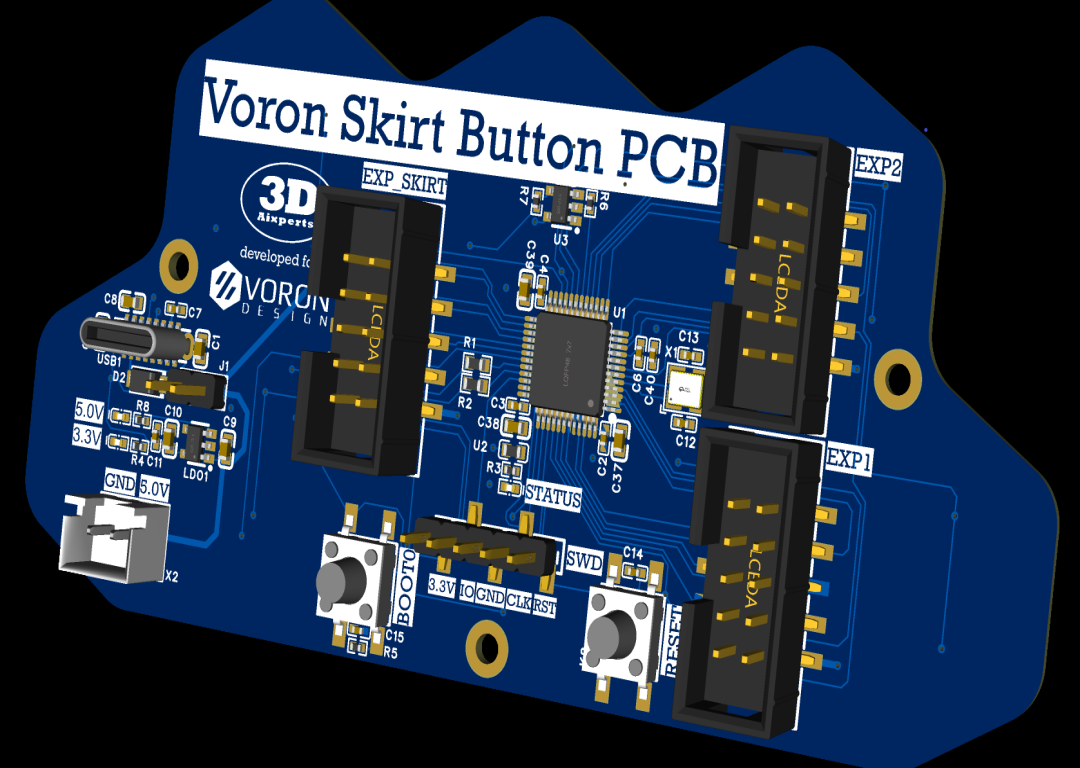 Voron Skirt Button PCB
EXP2
EXP_SKIRT
3D
Aixperts
R7
R6
U3
developed fo
VORON
DESIGN
C39
C4
LCEDA
LCEDA
C8
C7
C1
USB1
U1
R1
R2
C6
C40
X1
C13
C12
D2
J1
5.0V
3.3V
R8
C10
C9
R4
C11
LDO1
C3
C38
U2
R3
C2
C37
EXP1
GND
5.0V
X2
STATUS
SWD
BOOT0
3.3V
IO
GND
CLK
RST
C14
LCEDA
RESET
C15
R5